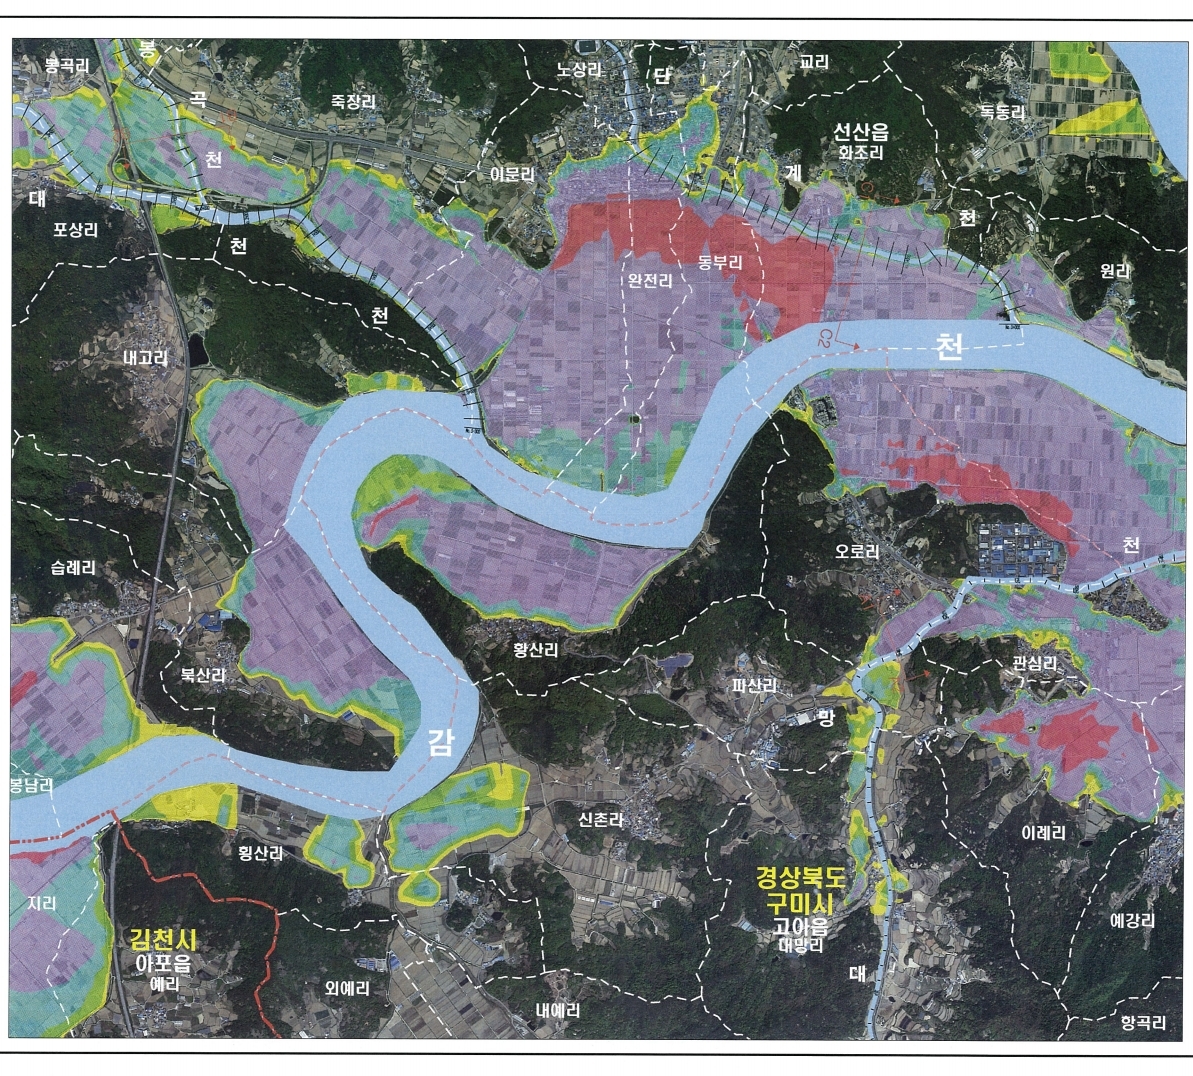 봉
봉곡리
노상리
단
교리
곡
죽장리
독동리
선산읍
화조리
천
이문리
계
대
포상리
천
천
동부리
완전리
원리
천
내고리
C2
천
오로리
천
습례리
황산리
관심리
북산리
파산리
망
감
봉남리
신촌리
이례리
횡산리
경상북도
구미시
고아읍
대망리
지리
예강리
김천시
아포읍
예리
대
외예리
내예리
항곡리